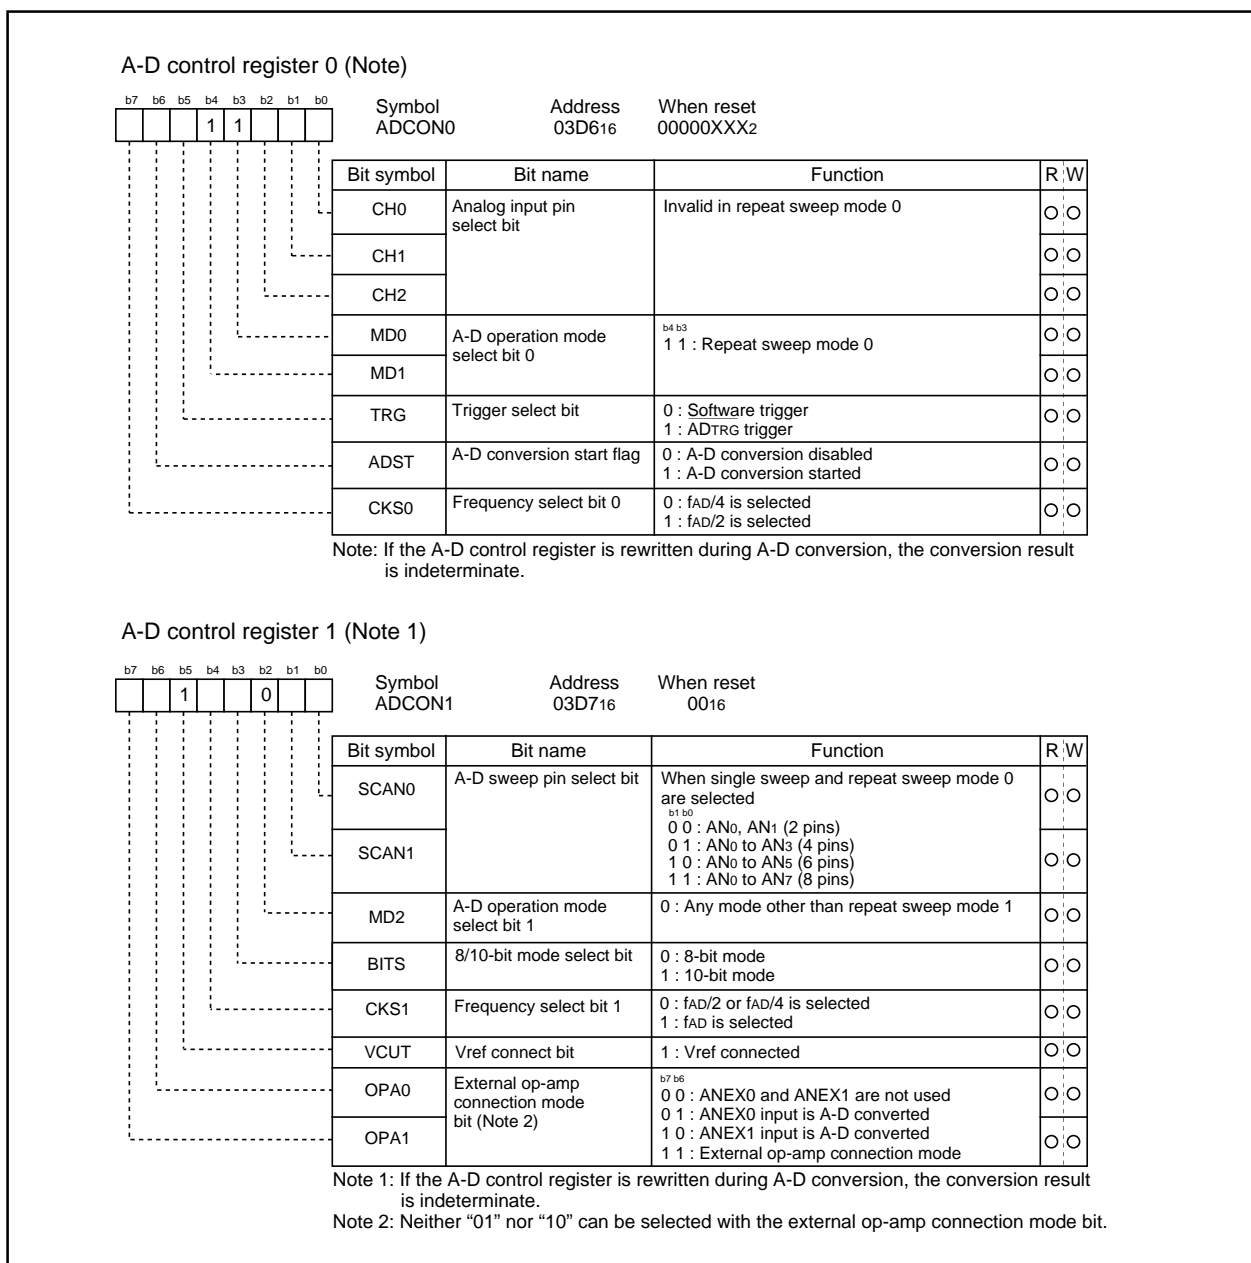 A-D control register 0 (Note)
b7 b6 b5 b4 b3 b2 b1 b0
1 1
Symbol Address When reset
ADCON0 03D616 00000XXX2
Bit symbol Bit name Function R W
CH0 Analog input pin select bit Invalid in repeat sweep mode 0
CH1
CH2
MD0 A-D operation mode select bit 0
b4 b3
1 1 : Repeat sweep mode 0
MD1
TRG Trigger select bit 0 : Software trigger
1 : ADTRG trigger
ADST A-D conversion start flag 0 : A-D conversion disabled
1 : A-D conversion started
CKS0 Frequency select bit 0 0 : fAD/4 is selected
1 : fAD/2 is selected
Note: If the A-D control register is rewritten during A-D conversion, the conversion result
is indeterminate.
A-D control register 1 (Note 1)
b7 b6 b5 b4 b3 b2 b1 b0
1 0
Symbol Address When reset
ADCON1 03D716 0016
Bit symbol Bit name Function R W
SCAN0 A-D sweep pin select bit When single sweep and repeat sweep mode 0
are selected
b1 b0
0 0 : AN0, AN1 (2 pins)
0 1 : AN0 to AN3 (4 pins)
1 0 : AN0 to AN5 (6 pins)
1 1 : AN0 to AN7 (8 pins)
SCAN1
MD2 A-D operation mode select bit 1 0 : Any mode other than repeat sweep mode 1
BITS 8/10-bit mode select bit 0 : 8-bit mode
1 : 10-bit mode
CKS1 Frequency select bit 1 0 : fAD/2 or fAD/4 is selected
1 : fAD is selected
VCUT Vref connect bit 1 : Vref connected
OPA0 External op-amp connection mode bit (Note 2)
b7 b6
0 0 : ANEX0 and ANEX1 are not used
0 1 : ANEX0 input is A-D converted
1 0 : ANEX1 input is A-D converted
1 1 : External op-amp connection mode
OPA1
Note 1: If the A-D control register is rewritten during A-D conversion, the conversion result
is indeterminate.
Note 2: Neither “01” nor “10” can be selected with the external op-amp connection mode bit.